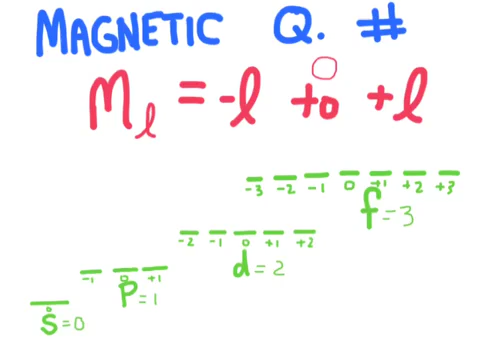 MAGNETIC Q. #
Ml = -l to +l
-3 -2 -1 0 +1 +2 +3
f = 3
-2 -1 0 +1 +2
d = 2
-1 0 +1
p = 1
0
s = 0